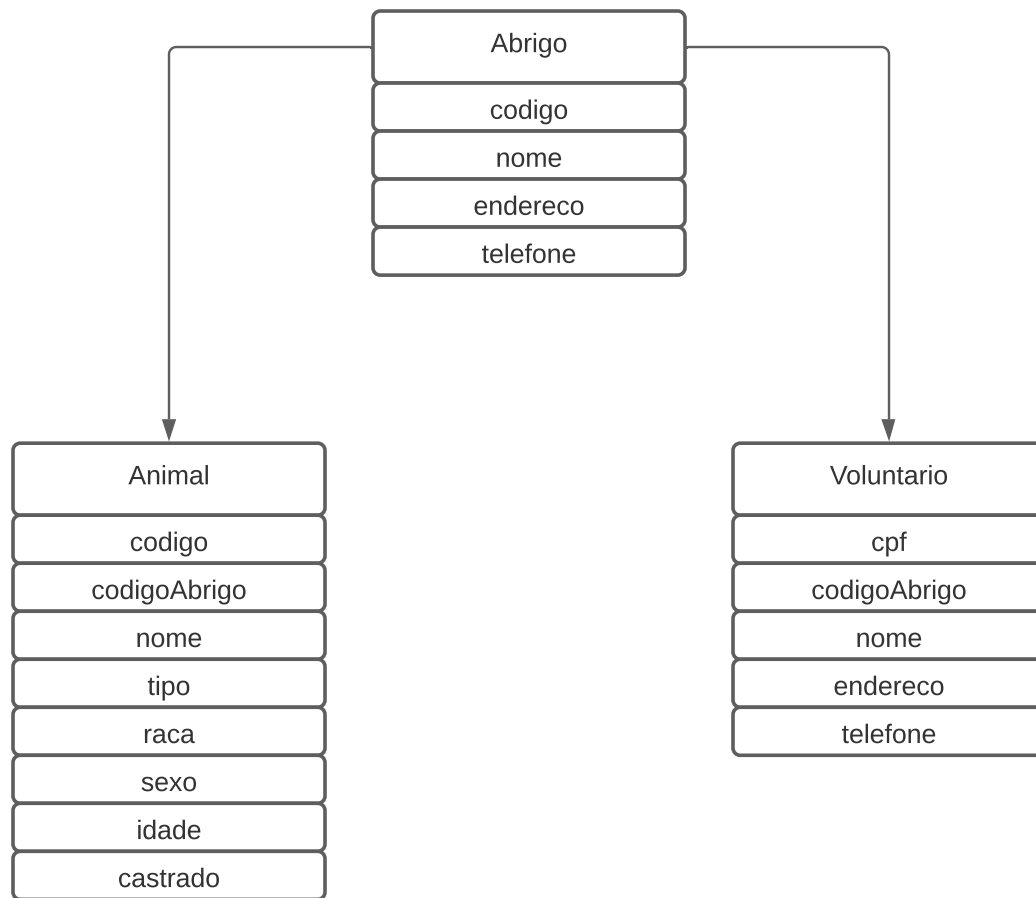 Abrigo
codigo
nome
endereco
telefone
Animal
codigo
codigoAbrigo
nome
tipo
raca
sexo
idade
castrado
Voluntario
cpf
codigoAbrigo
nome
endereco
telefone